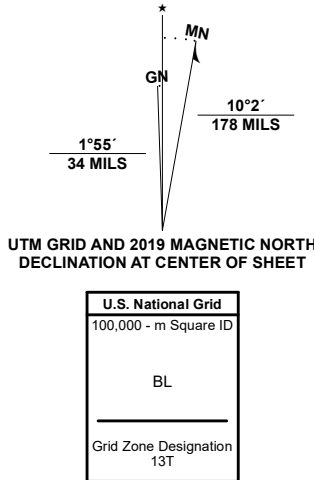 ★
MN
GN
10°2´
178 MILS
1°55´
34 MILS
UTM GRID AND 2019 MAGNETIC NORTH
DECLINATION AT CENTER OF SHEET
U.S. National Grid
100,000 - m Square ID
BL
Grid Zone Designation
13T